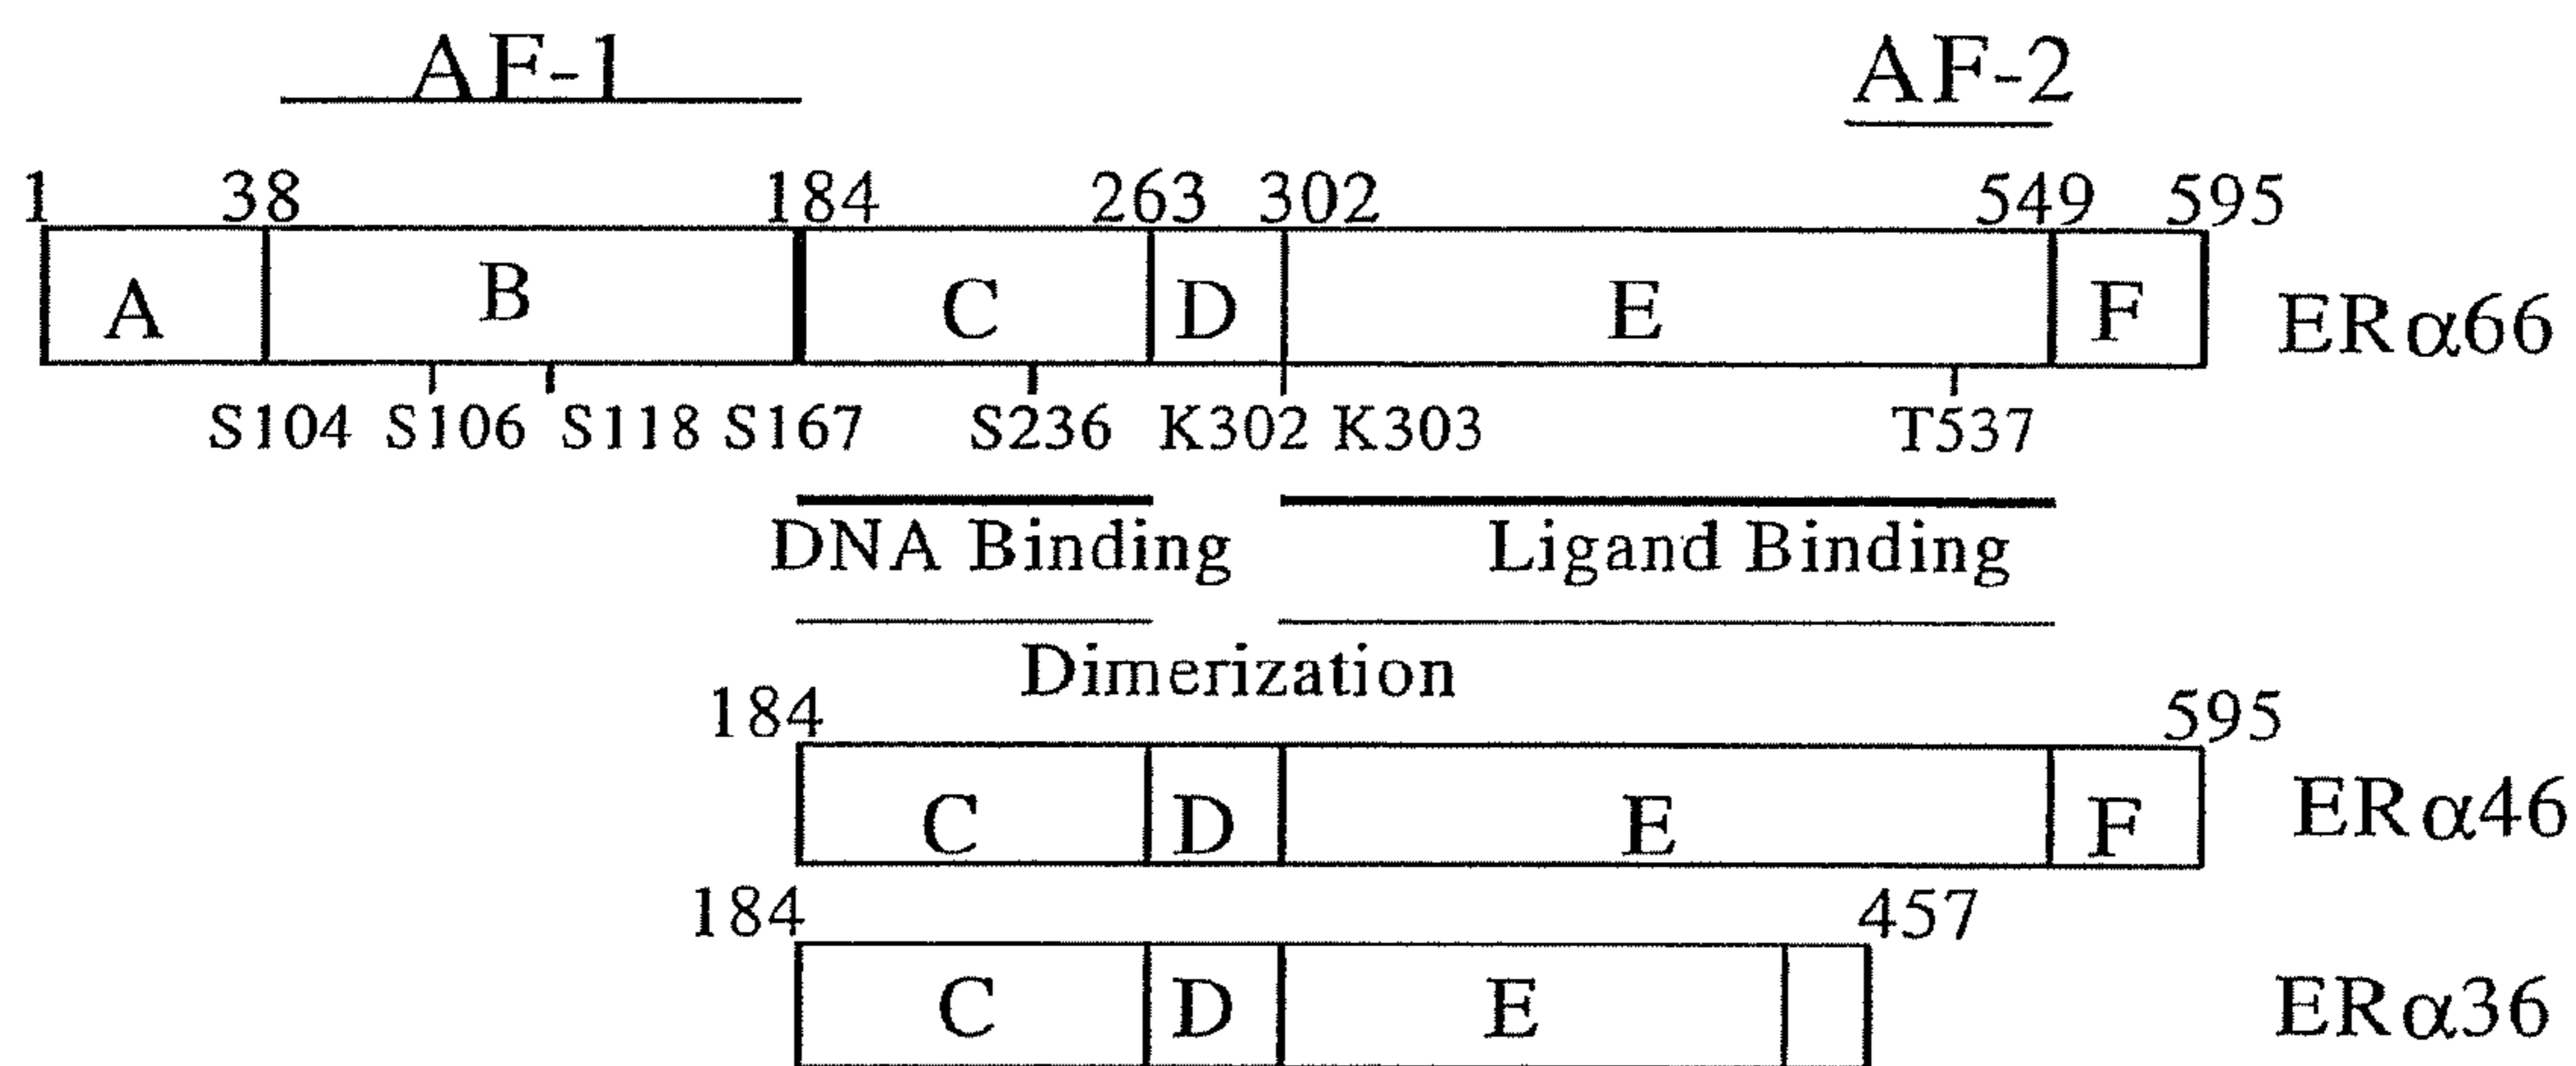 AF-1 AF-2
1 38 184 263 302 549 595
A B C D E F ERα66
S104 S106 S118 S167 S236 K302 K303 T537
DNA Binding Ligand Binding
Dimerization
184 595
C D E F ERα46
184 457
C D E ERα36